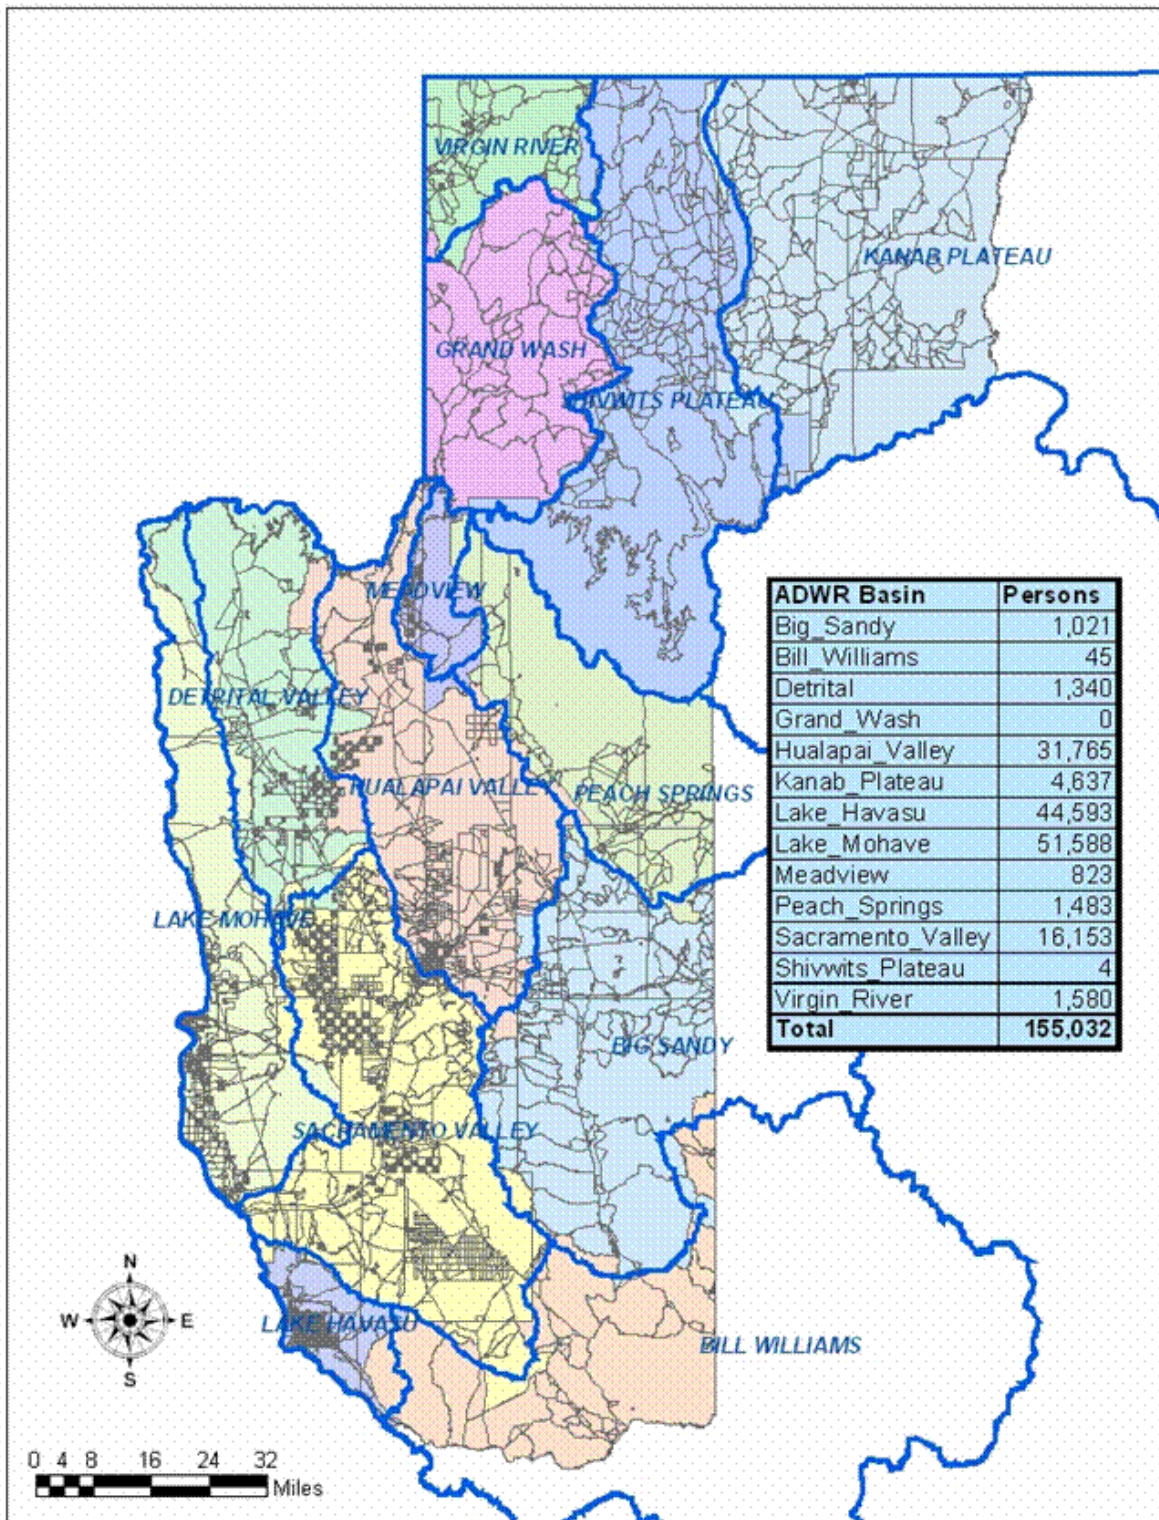 VIRGIN RIVER
KANAB PLATEAU
GRAND WASH
SHIVWITS PLATEAU
MEADVIEW
ADWR Basin Persons
Big_Sandy 1,021
Bill_Williams 45
Detrital 1,340
Grand_Wash 0
Hualapai_Valley 31,765
Kanab_Plateau 4,637
Lake_Havasu 44,593
Lake_Mohave 51,588
Meadview 823
Peach_Springs 1,483
Sacramento_Valley 16,153
Shivwits_Plateau 4
Virgin_River 1,580
Total 155,032
DETRITAL VALLEY
HUALAPAI VALLEY
PEACH SPRINGS
LAKE MOHAVE
BIG SANDY
SACRAMENTO VALLEY
LAKE HAVASU
BILL WILLIAMS
N
W E
S
0 4 8 16 24 32
Miles